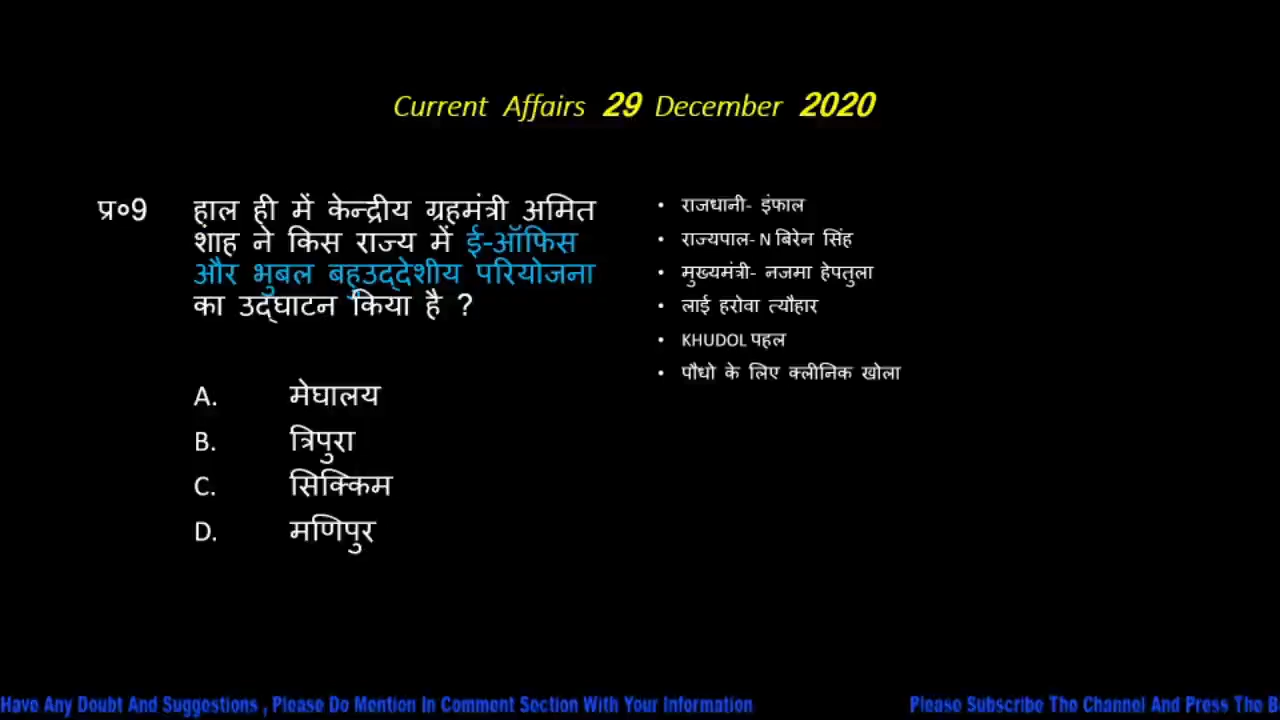 Current Affairs 29 December 2020
प्र०9 हाल ही में केन्द्रीय ग्रहमंत्री अमित
शाह ने किस राज्य में ई-ऑफिस
और भुबल बहुउद्देशीय परियोजना
का उद्घाटन किया है ?
A. मेघालय
B. त्रिपुरा
C. सिक्किम
D. मणिपुर
• राजधानी- इंफाल
• राज्यपाल- N बिरेन सिंह
• मुख्यमंत्री- नजमा हेपतुला
• लाई हरोवा त्यौहार
• KHUDOL पहल
• पौधो के लिए क्लीनिक खोला
Have Any Doubt And Suggestions , Please Do Mention In Comment Section With Your Information Please Subscribe The Channel And Press The B